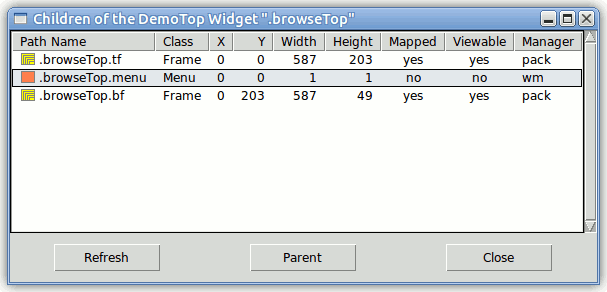 Children of the DemoTop Widget ".browseTop"
Path Name Class X Y Width Height Mapped Viewable Manager
.browseTop.tf Frame 0 0 587 203 yes yes pack
.browseTop.menu Menu 0 0 1 1 no no wm
.browseTop.bf Frame 0 203 587 49 yes yes pack
Refresh Parent Close